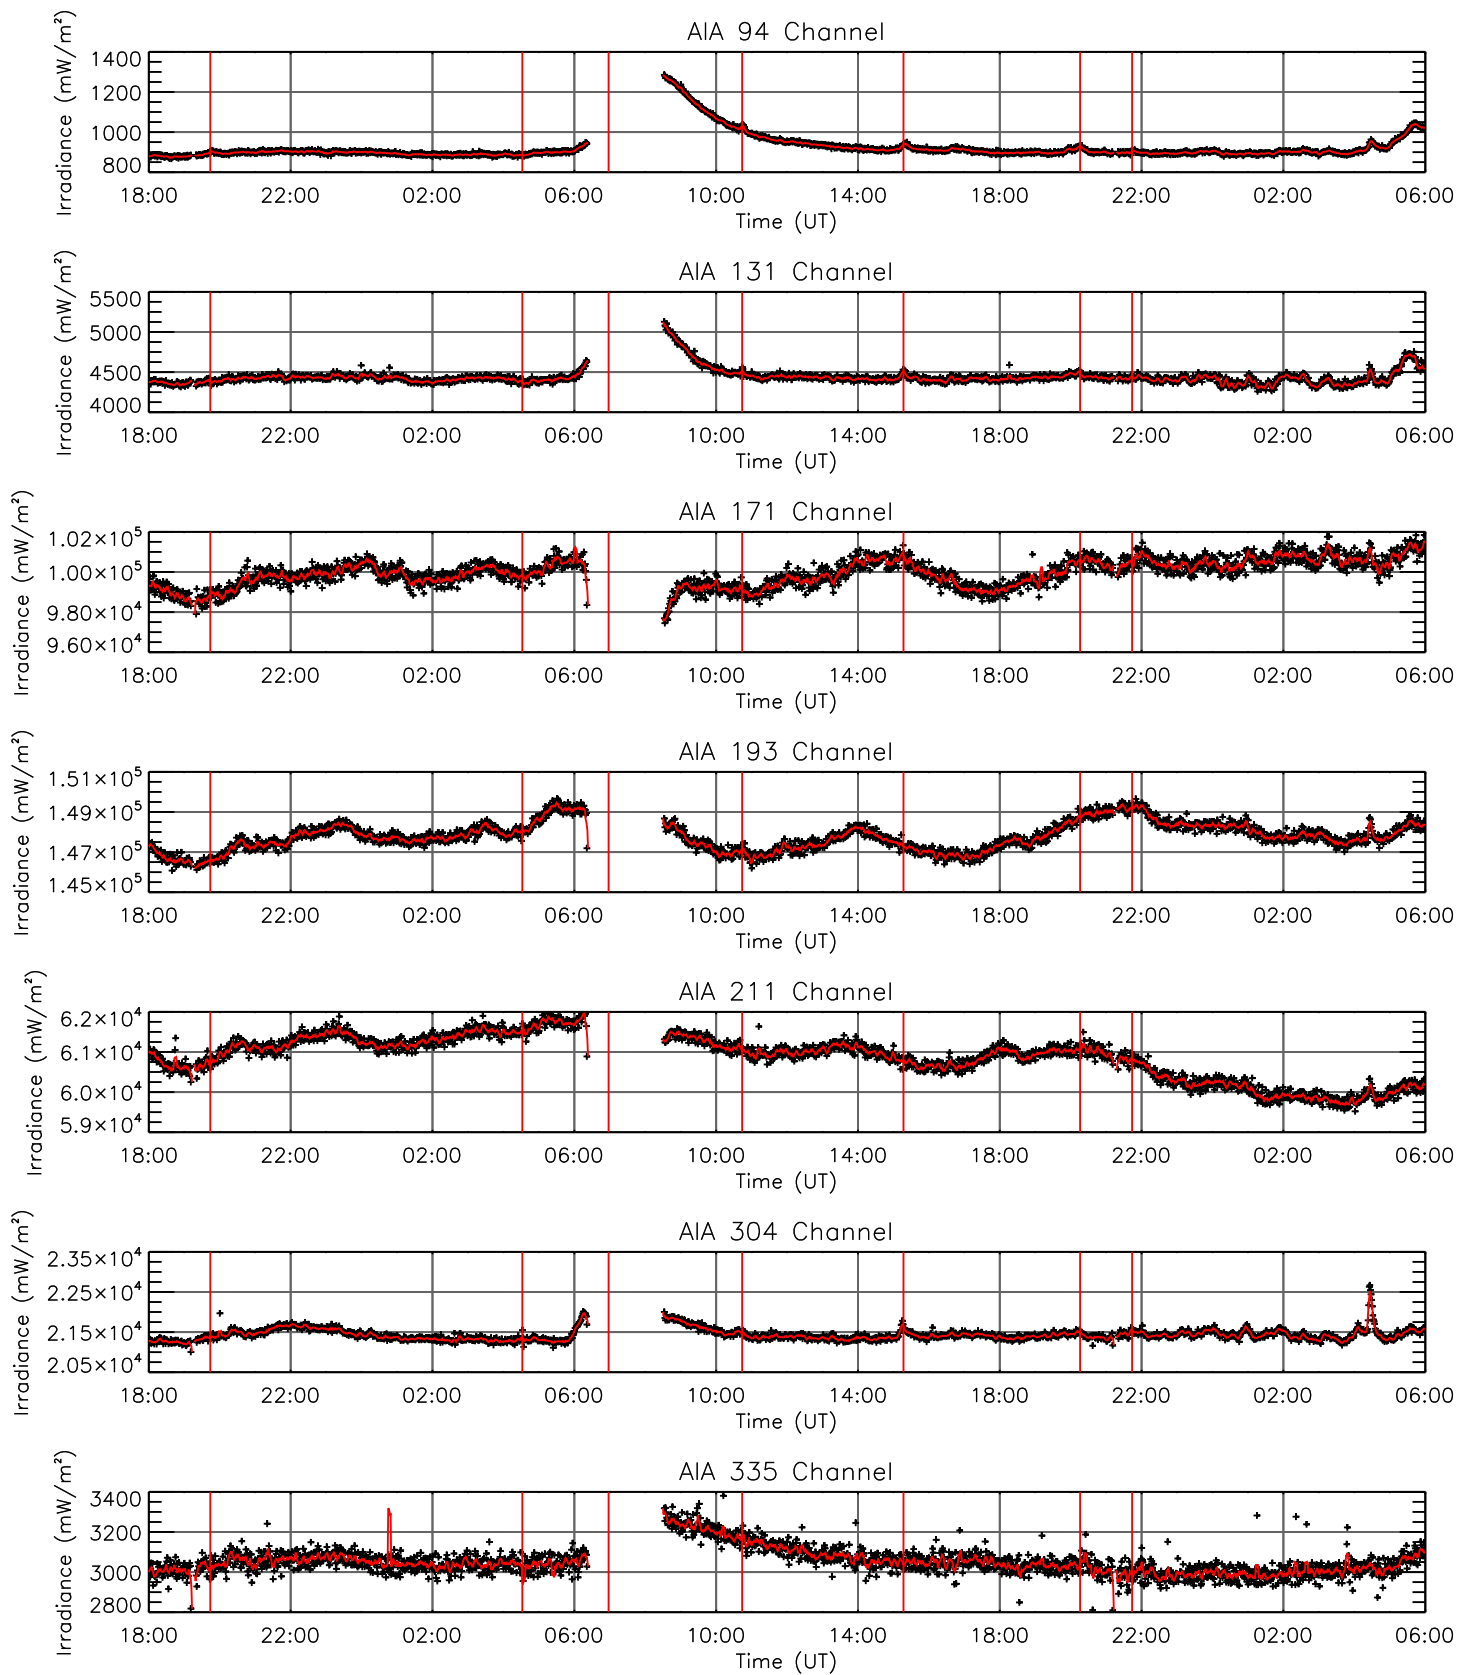 AIA 94 Channel
Irradiance (mW/m²)
1400
1200
1000
800
18:00 22:00 02:00 06:00 10:00 14:00 18:00 22:00 02:00 06:00
Time (UT)
AIA 131 Channel
Irradiance (mW/m²)
5500
5000
4500
4000
18:00 22:00 02:00 06:00 10:00 14:00 18:00 22:00 02:00 06:00
Time (UT)
AIA 171 Channel
Irradiance (mW/m²)
1.02×10⁵
1.00×10⁵
9.80×10⁴
9.60×10⁴
18:00 22:00 02:00 06:00 10:00 14:00 18:00 22:00 02:00 06:00
Time (UT)
AIA 193 Channel
Irradiance (mW/m²)
1.51×10⁵
1.49×10⁵
1.47×10⁵
1.45×10⁵
18:00 22:00 02:00 06:00 10:00 14:00 18:00 22:00 02:00 06:00
Time (UT)
AIA 211 Channel
Irradiance (mW/m²)
6.2×10⁴
6.1×10⁴
6.0×10⁴
5.9×10⁴
18:00 22:00 02:00 06:00 10:00 14:00 18:00 22:00 02:00 06:00
Time (UT)
AIA 304 Channel
Irradiance (mW/m²)
2.35×10⁴
2.25×10⁴
2.15×10⁴
2.05×10⁴
18:00 22:00 02:00 06:00 10:00 14:00 18:00 22:00 02:00 06:00
Time (UT)
AIA 335 Channel
Irradiance (mW/m²)
3400
3200
3000
2800
18:00 22:00 02:00 06:00 10:00 14:00 18:00 22:00 02:00 06:00
Time (UT)